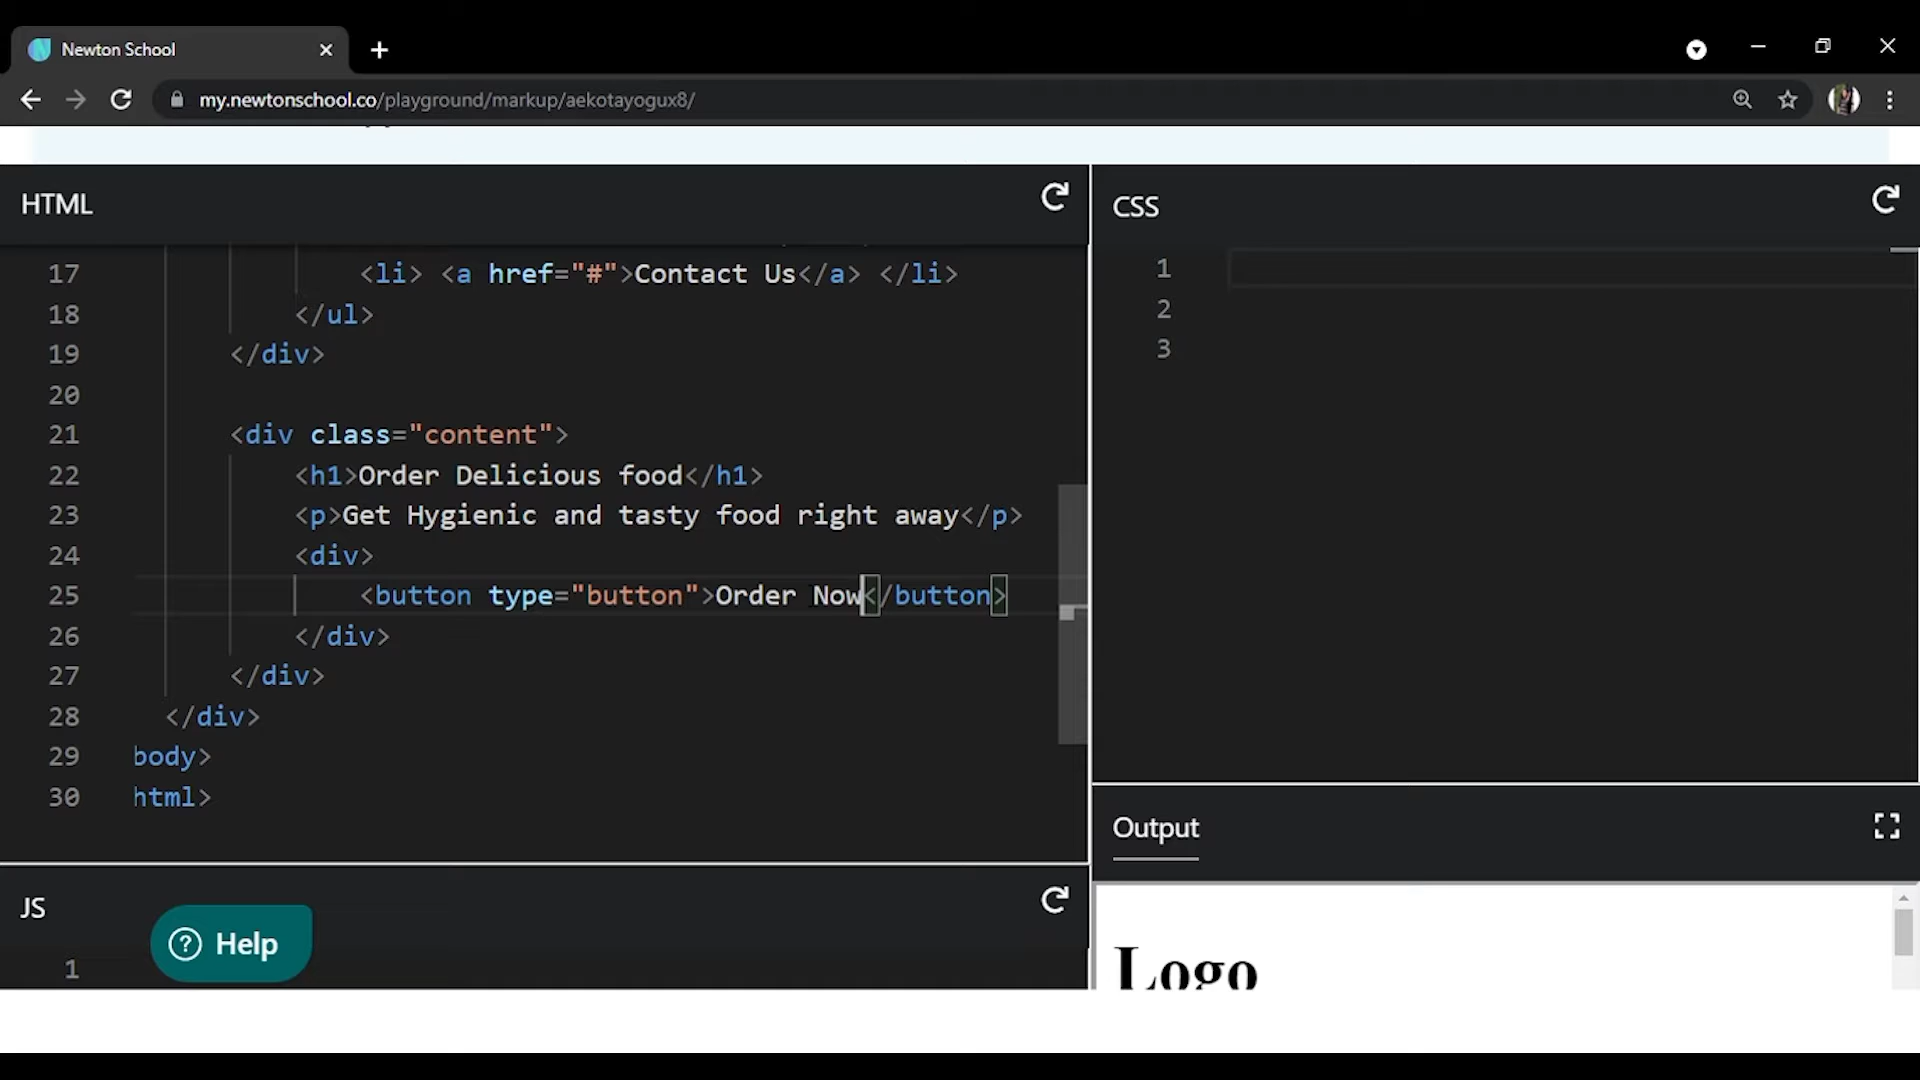 Newton School
my.newtonschool.co/playground/markup/aekotayogux8/
HTML
17 <li> <a href="#">Contact Us</a> </li>
18 </ul>
19 </div>
20
21 <div class="content">
22 <h1>Order Delicious food</h1>
23 <p>Get Hygienic and tasty food right away</p>
24 <div>
25 <button type="button">Order Now</button>
26 </div>
27 </div>
28 </div>
29 body>
30 html>
JS
1
? Help
CSS
1
2
3
Output
Logo